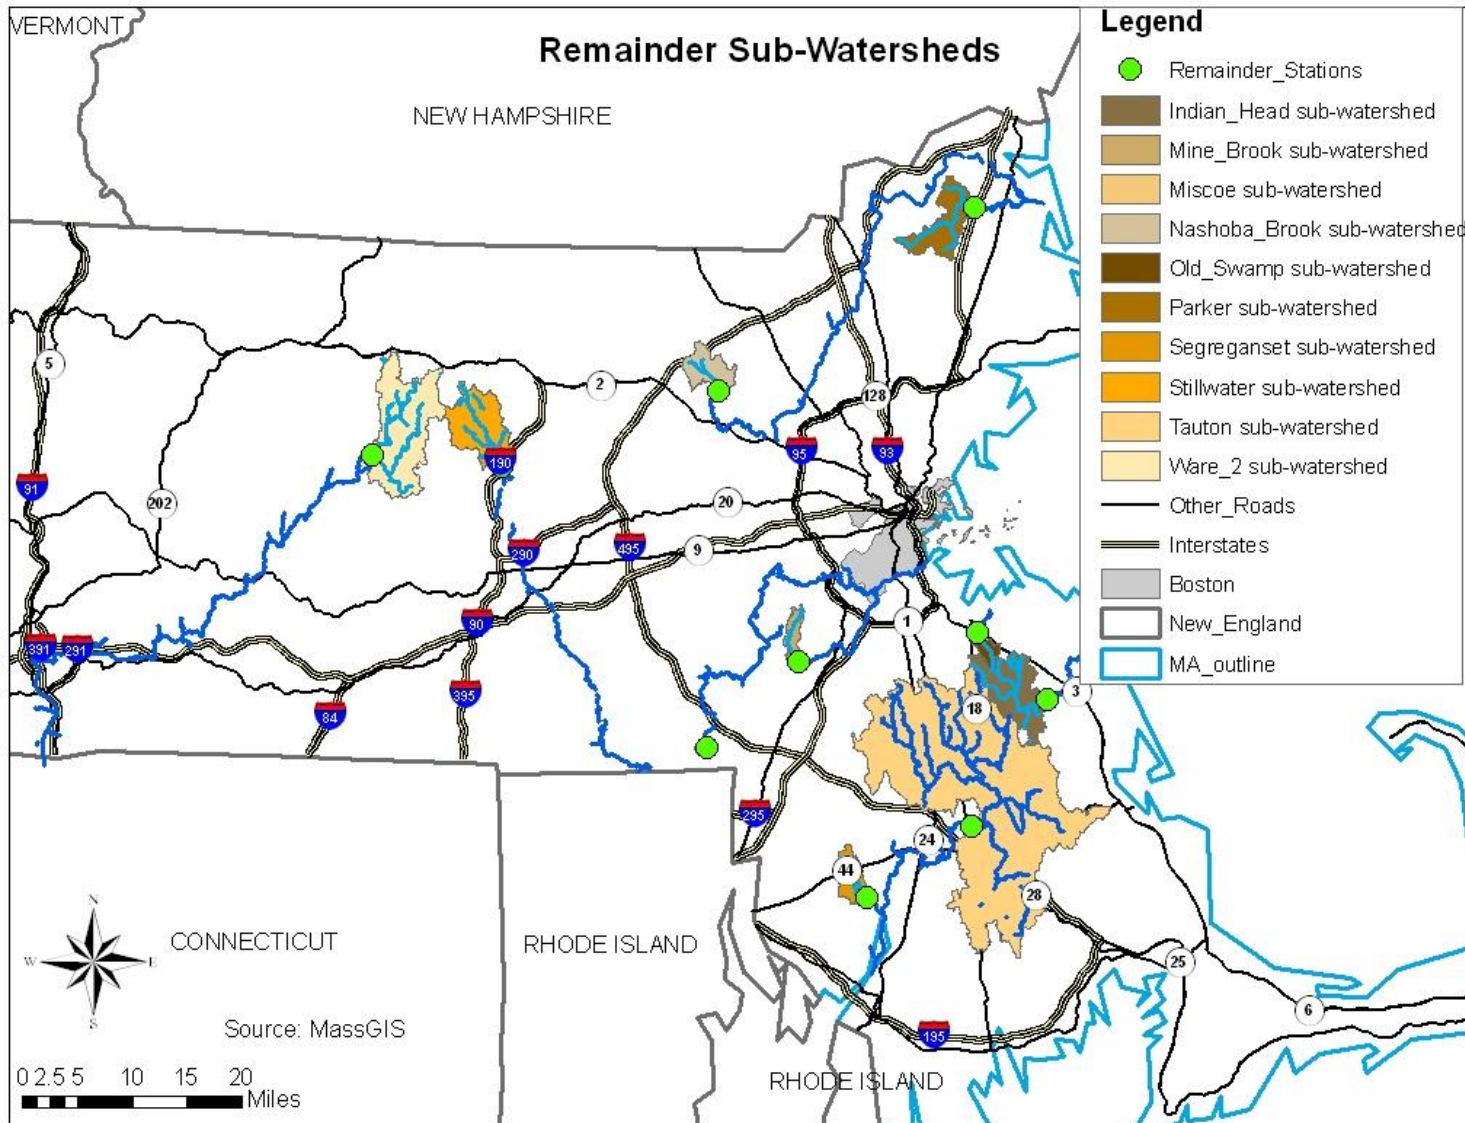 VERMONT
Remainder Sub-Watersheds
NEW HAMPSHIRE
Legend
Remainder_Stations
Indian_Head sub-watershed
Mine_Brook sub-watershed
Miscoe sub-watershed
Nashoba_Brook sub-watershed
Old_Swamp sub-watershed
Parker sub-watershed
Segreganset sub-watershed
Stillwater sub-watershed
Tauton sub-watershed
Ware_2 sub-watershed
Other_Roads
Interstates
Boston
New_England
MA_outline
5
2
128
95
93
190
91
202
20
290
495
9
90
1
391
291
395
84
18
3
295
24
44
28
25
6
195
CONNECTICUT
RHODE ISLAND
RHODE ISLAND
N
W
E
S
Source: MassGIS
0 2.5 5 10 15 20
Miles